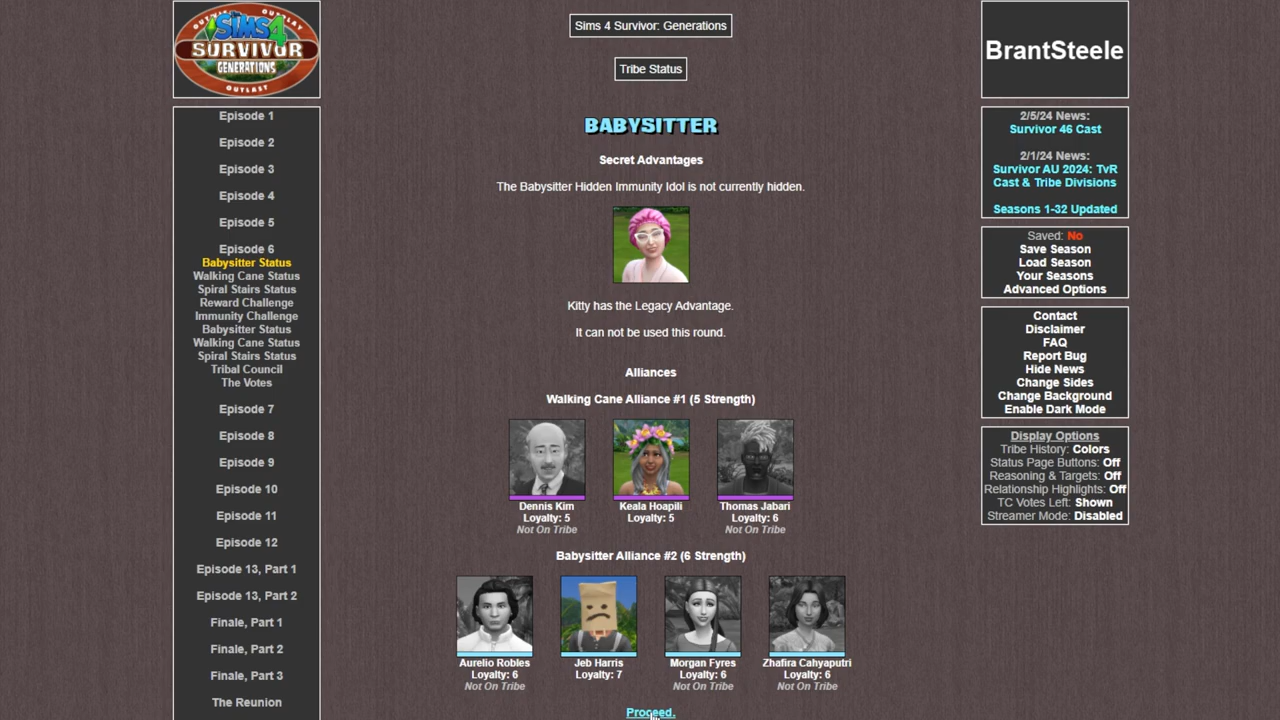 OUTWIT OUTPLAY
THE SIMS 4
SURVIVOR
GENERATIONS
OUTLAST
Episode 1
Episode 2
Episode 3
Episode 4
Episode 5
Episode 6
Babysitter Status
Walking Cane Status
Spiral Stairs Status
Reward Challenge
Immunity Challenge
Babysitter Status
Walking Cane Status
Spiral Stairs Status
Tribal Council
The Votes
Episode 7
Episode 8
Episode 9
Episode 10
Episode 11
Episode 12
Episode 13, Part 1
Episode 13, Part 2
Finale, Part 1
Finale, Part 2
Finale, Part 3
The Reunion
Sims 4 Survivor: Generations
Tribe Status
BABYSITTER
Secret Advantages
The Babysitter Hidden Immunity Idol is not currently hidden.
Kitty has the Legacy Advantage.
It can not be used this round.
Alliances
Walking Cane Alliance #1 (5 Strength)
Dennis Kim Keala Hoapili Thomas Jabari
Loyalty: 5 Loyalty: 5 Loyalty: 6
Not On Tribe Not On Tribe
Babysitter Alliance #2 (6 Strength)
Aurelio Robles Jeb Harris Morgan Fyres Zhafira Cahyaputri
Loyalty: 6 Loyalty: 7 Loyalty: 6 Loyalty: 6
Not On Tribe Not On Tribe Not On Tribe
Proceed.
BrantSteele
2/5/24 News:
Survivor 46 Cast
2/1/24 News:
Survivor AU 2024: TvR
Cast & Tribe Divisions
Seasons 1-32 Updated
Saved: No
Save Season
Load Season
Your Seasons
Advanced Options
Contact
Disclaimer
FAQ
Report Bug
Hide News
Change Sides
Change Background
Enable Dark Mode
Display Options
Tribe History: Colors
Status Page Buttons: Off
Reasoning & Targets: Off
Relationship Highlights: Off
TC Votes Left: Shown
Streamer Mode: Disabled